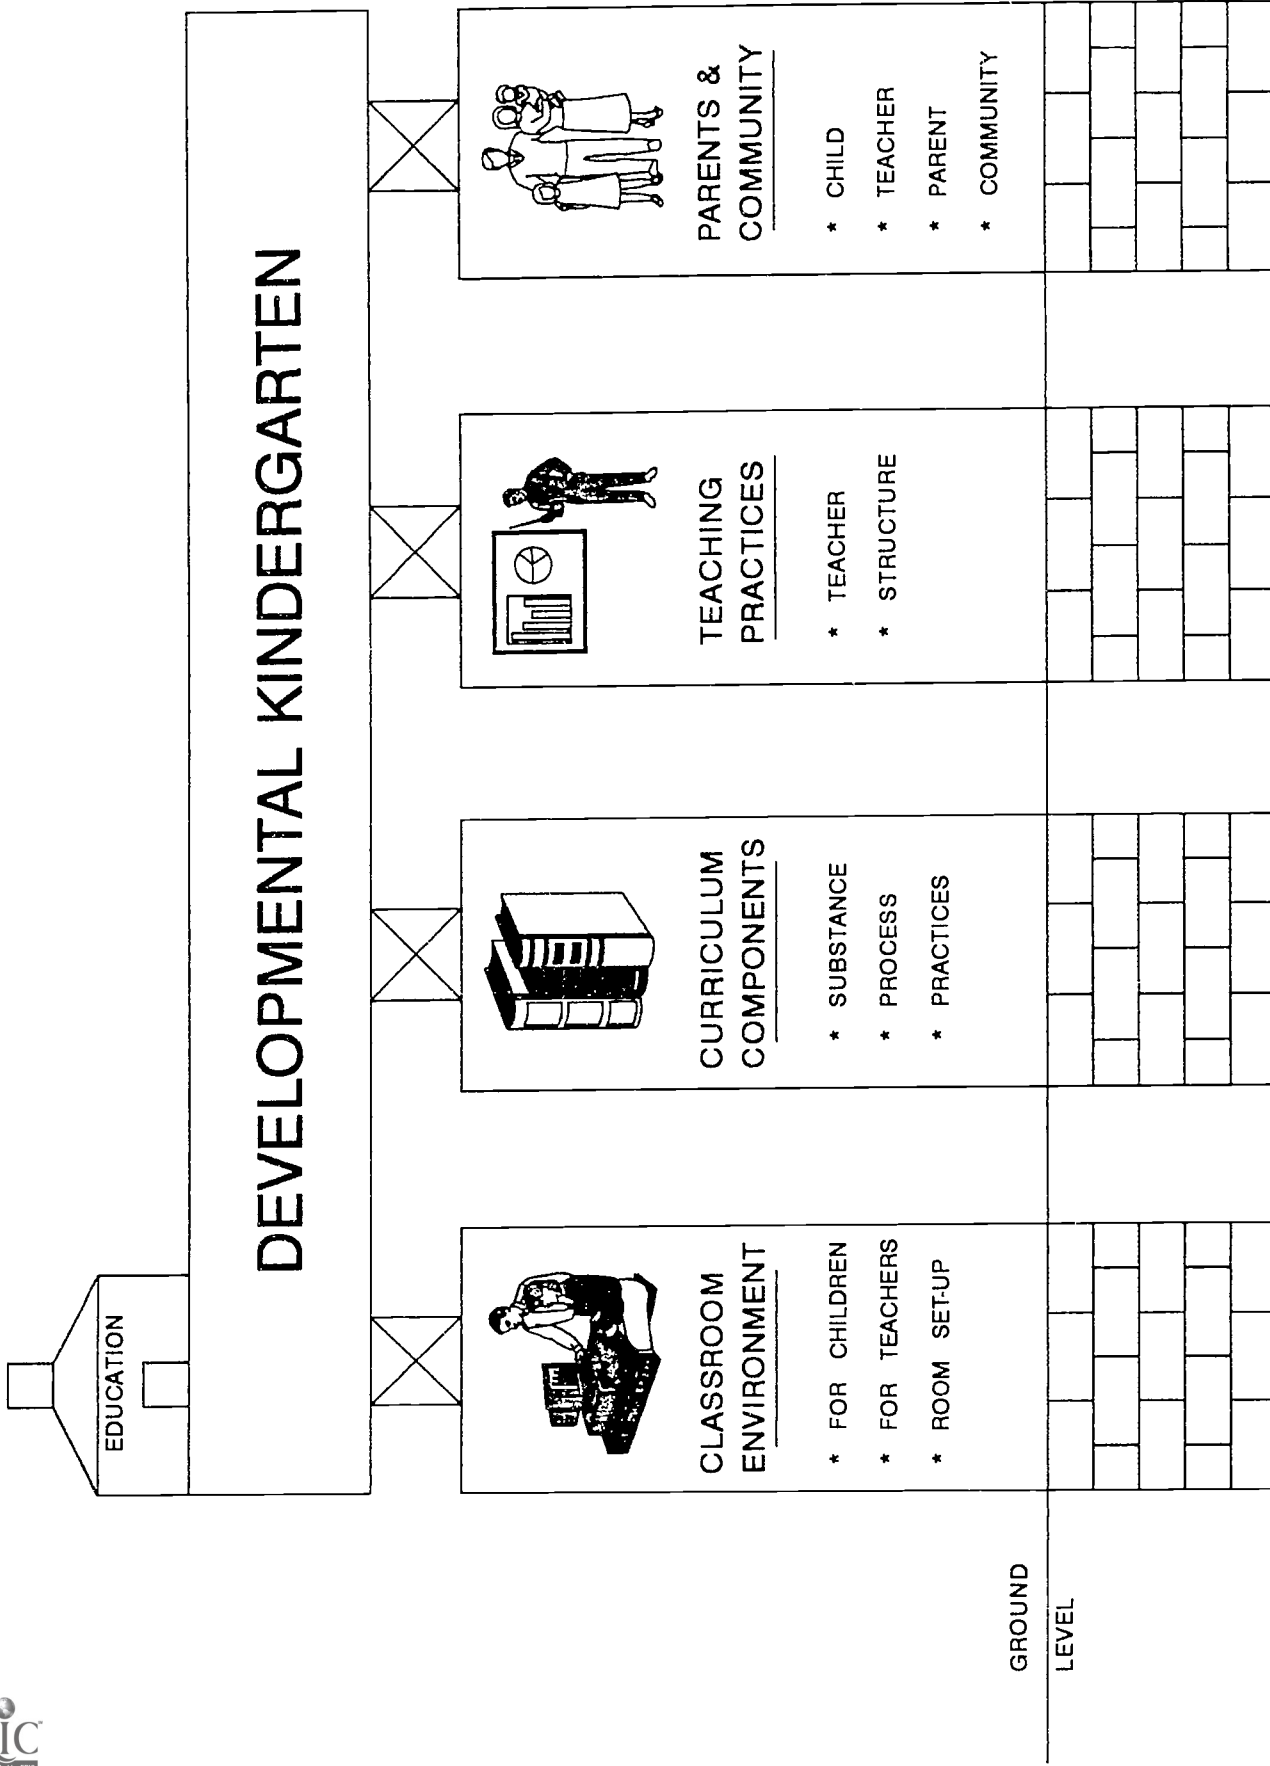 EDUCATION
DEVELOPMENTAL KINDERGARTEN
CLASSROOM
ENVIRONMENT
* FOR CHILDREN
* FOR TEACHERS
* ROOM SET-UP
CURRICULUM
COMPONENTS
* SUBSTANCE
* PROCESS
* PRACTICES
TEACHING
PRACTICES
* TEACHER
* STRUCTURE
PARENTS &
COMMUNITY
* CHILD
* TEACHER
* PARENT
* COMMUNITY
GROUND
LEVEL